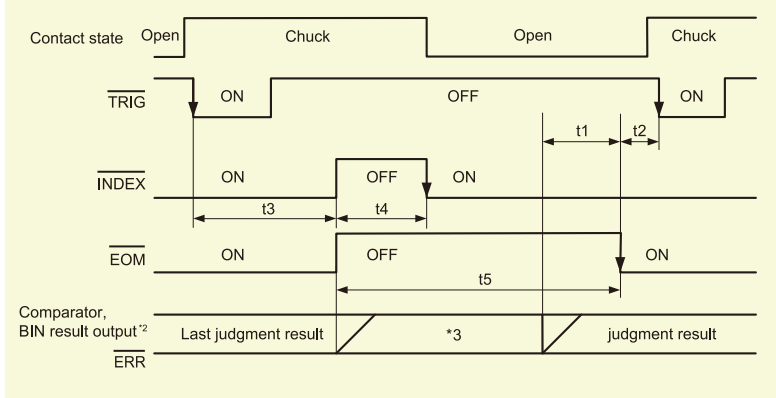 Contact state Open Chuck Open Chuck
TRIG ON OFF ON
t1 t2
INDEX ON OFF ON
t3 t4
EOM ON OFF ON
t5
Comparator,
BIN result output*2 Last judgment result *3 judgment result
ERR